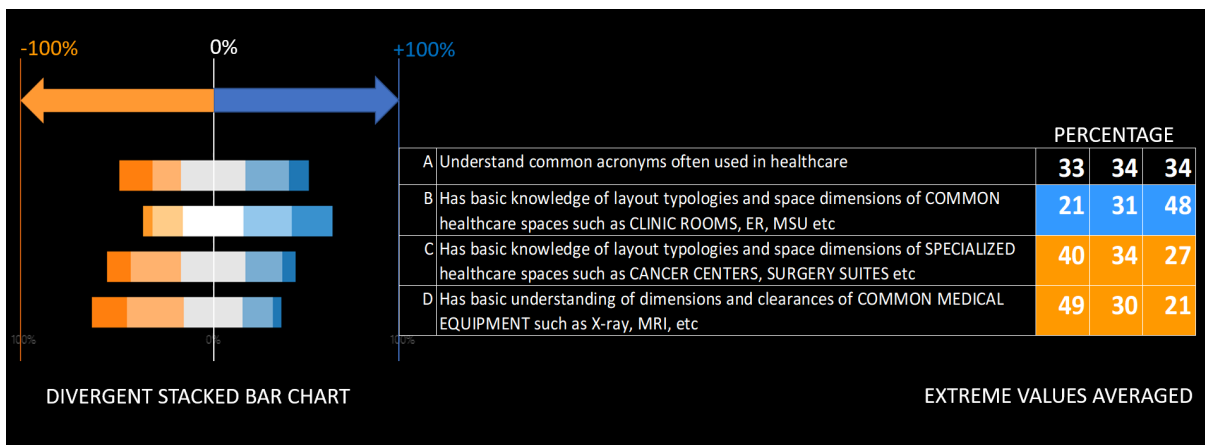 -100%
0%
+100%
PERCENTAGE
A Understand common acronyms often used in healthcare 33 34 34
B Has basic knowledge of layout typologies and space dimensions of COMMON
healthcare spaces such as CLINIC ROOMS, ER, MSU etc
21 31 48
C Has basic knowledge of layout typologies and space dimensions of SPECIALIZED
healthcare spaces such as CANCER CENTERS, SURGERY SUITES etc
40 34 27
D Has basic understanding of dimensions and clearances of COMMON MEDICAL
EQUIPMENT such as X-ray, MRI, etc
49 30 21
100% 0% 100%
DIVERGENT STACKED BAR CHART
EXTREME VALUES AVERAGED